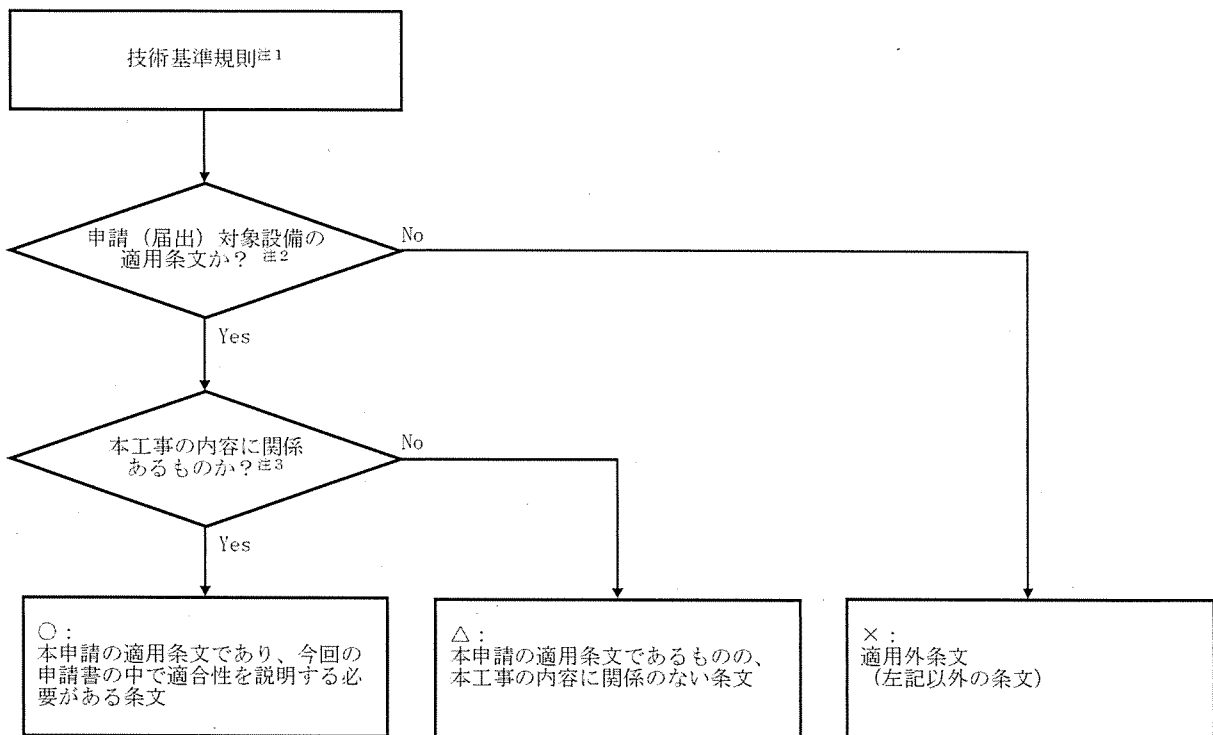 技術基準規則注1
申請（届出）対象設備の
適用条文か？注2
No
Yes
本工事の内容に関係
あるものか？注3
No
Yes
○：
本申請の適用条文であり、今回の
申請書の中で適合性を説明する必
要がある条文
△：
本申請の適用条文であるものの、
本工事の内容に関係のない条文
×：
適用外条文
（左記以外の条文）